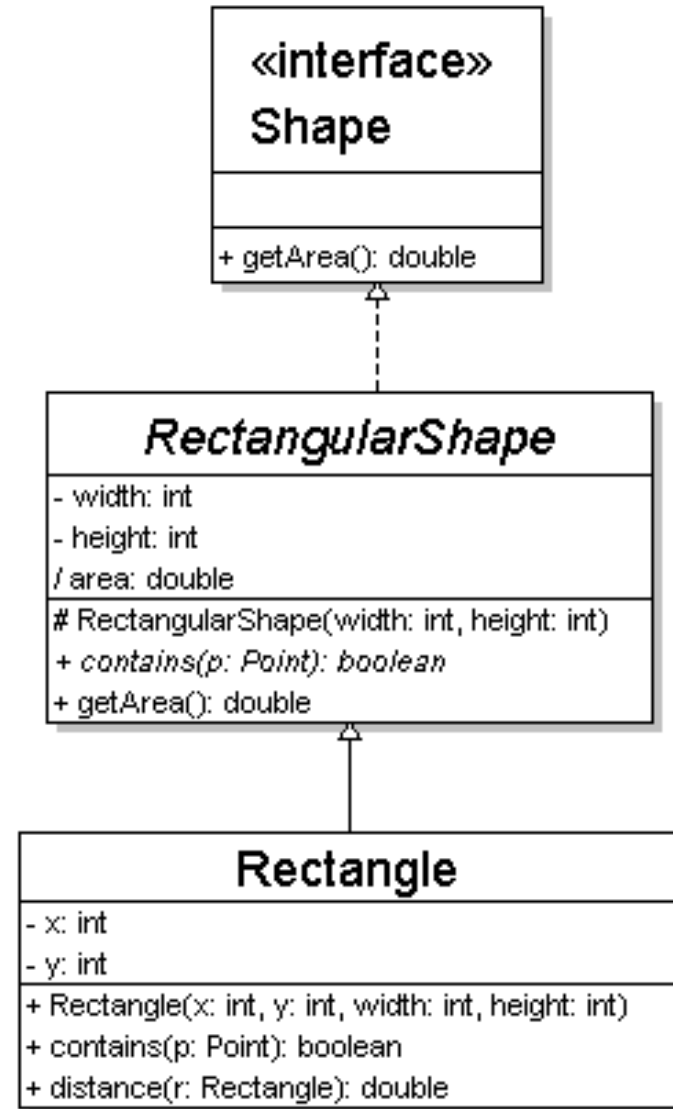 «interface»
Shape
+ getArea(): double
RectangularShape
- width: int
- height: int
/ area: double
# RectangularShape(width: int, height: int)
+ contains(p: Point): boolean
+ getArea(): double
Rectangle
- x: int
- y: int
+ Rectangle(x: int, y: int, width: int, height: int)
+ contains(p: Point): boolean
+ distance(r: Rectangle): double